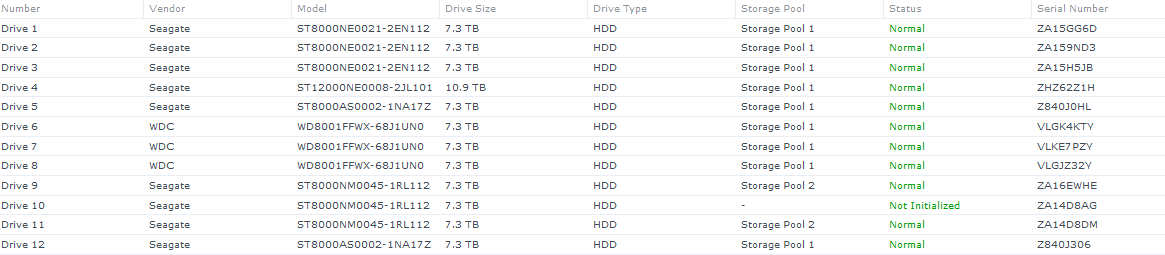 Number Vendor Model Drive Size Drive Type Storage Pool Status Serial Number
Drive 1 Seagate ST8000NE0021-2EN112 7.3 TB HDD Storage Pool 1 Normal ZA15GG6D
Drive 2 Seagate ST8000NE0021-2EN112 7.3 TB HDD Storage Pool 1 Normal ZA159ND3
Drive 3 Seagate ST8000NE0021-2EN112 7.3 TB HDD Storage Pool 1 Normal ZA15H5JB
Drive 4 Seagate ST12000NE0008-2JL101 10.9 TB HDD Storage Pool 1 Normal ZHZ62Z1H
Drive 5 Seagate ST8000AS0002-1NA17Z 7.3 TB HDD Storage Pool 1 Normal Z840J0HL
Drive 6 WDC WD8001FFWX-68J1UN0 7.3 TB HDD Storage Pool 1 Normal VLGK4KTY
Drive 7 WDC WD8001FFWX-68J1UN0 7.3 TB HDD Storage Pool 1 Normal VLKE7PZY
Drive 8 WDC WD8001FFWX-68J1UN0 7.3 TB HDD Storage Pool 1 Normal VLGJZ32Y
Drive 9 Seagate ST8000NM0045-1RL112 7.3 TB HDD Storage Pool 2 Normal ZA16EWHE
Drive 10 Seagate ST8000NM0045-1RL112 7.3 TB HDD - Not Initialized ZA14D8AG
Drive 11 Seagate ST8000NM0045-1RL112 7.3 TB HDD Storage Pool 2 Normal ZA14D8DM
Drive 12 Seagate ST8000AS0002-1NA17Z 7.3 TB HDD Storage Pool 1 Normal Z840J306